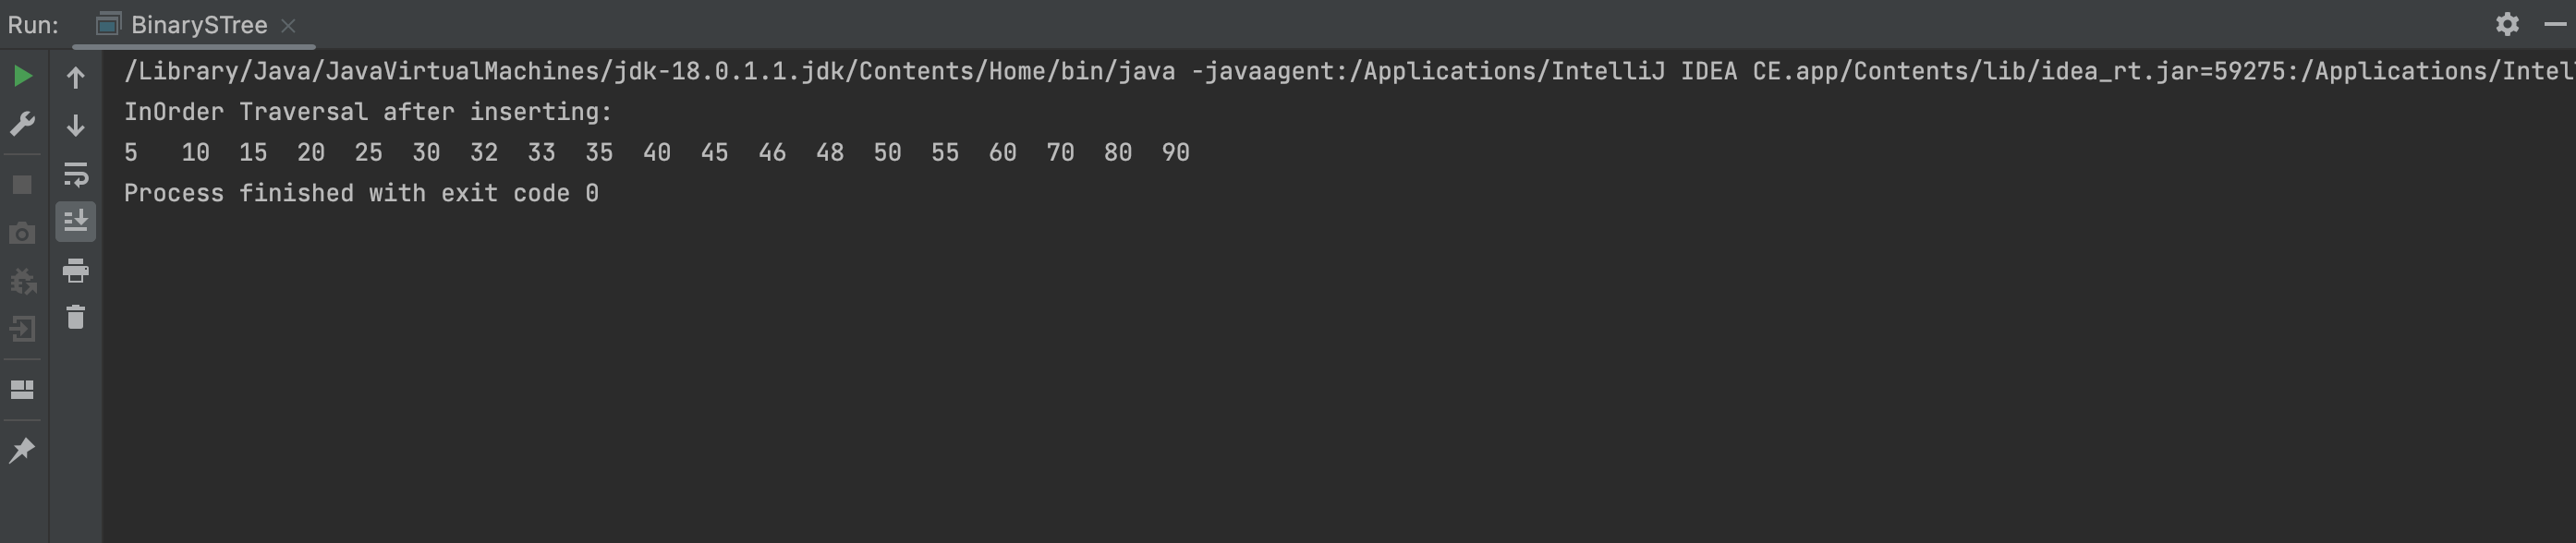 Run: BinarySTree
/Library/Java/JavaVirtualMachines/jdk-18.0.1.1.jdk/Contents/Home/bin/java -javaagent:/Applications/IntelliJ IDEA CE.app/Contents/lib/idea_rt.jar=59275:/Applications/Intel
InOrder Traversal after inserting:
5 10 15 20 25 30 32 33 35 40 45 46 48 50 55 60 70 80 90
Process finished with exit code 0